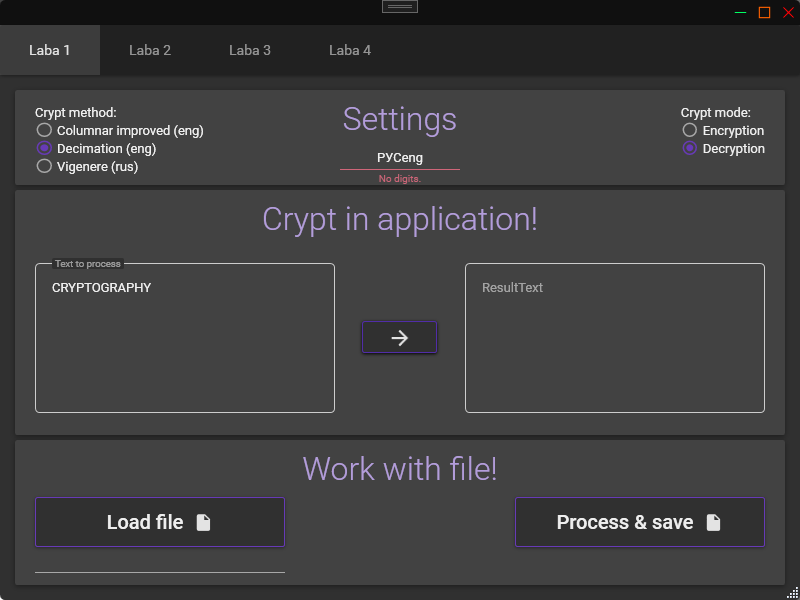 Laba 1
Laba 2
Laba 3
Laba 4
Crypt method:
Columnar improved (eng)
Decimation (eng)
Vigenere (rus)
Settings
РУСeng
No digits.
Crypt mode:
Encryption
Decryption
Crypt in application!
Text to process
CRYPTOGRAPHY
ResultText
Work with file!
Load file
Process & save